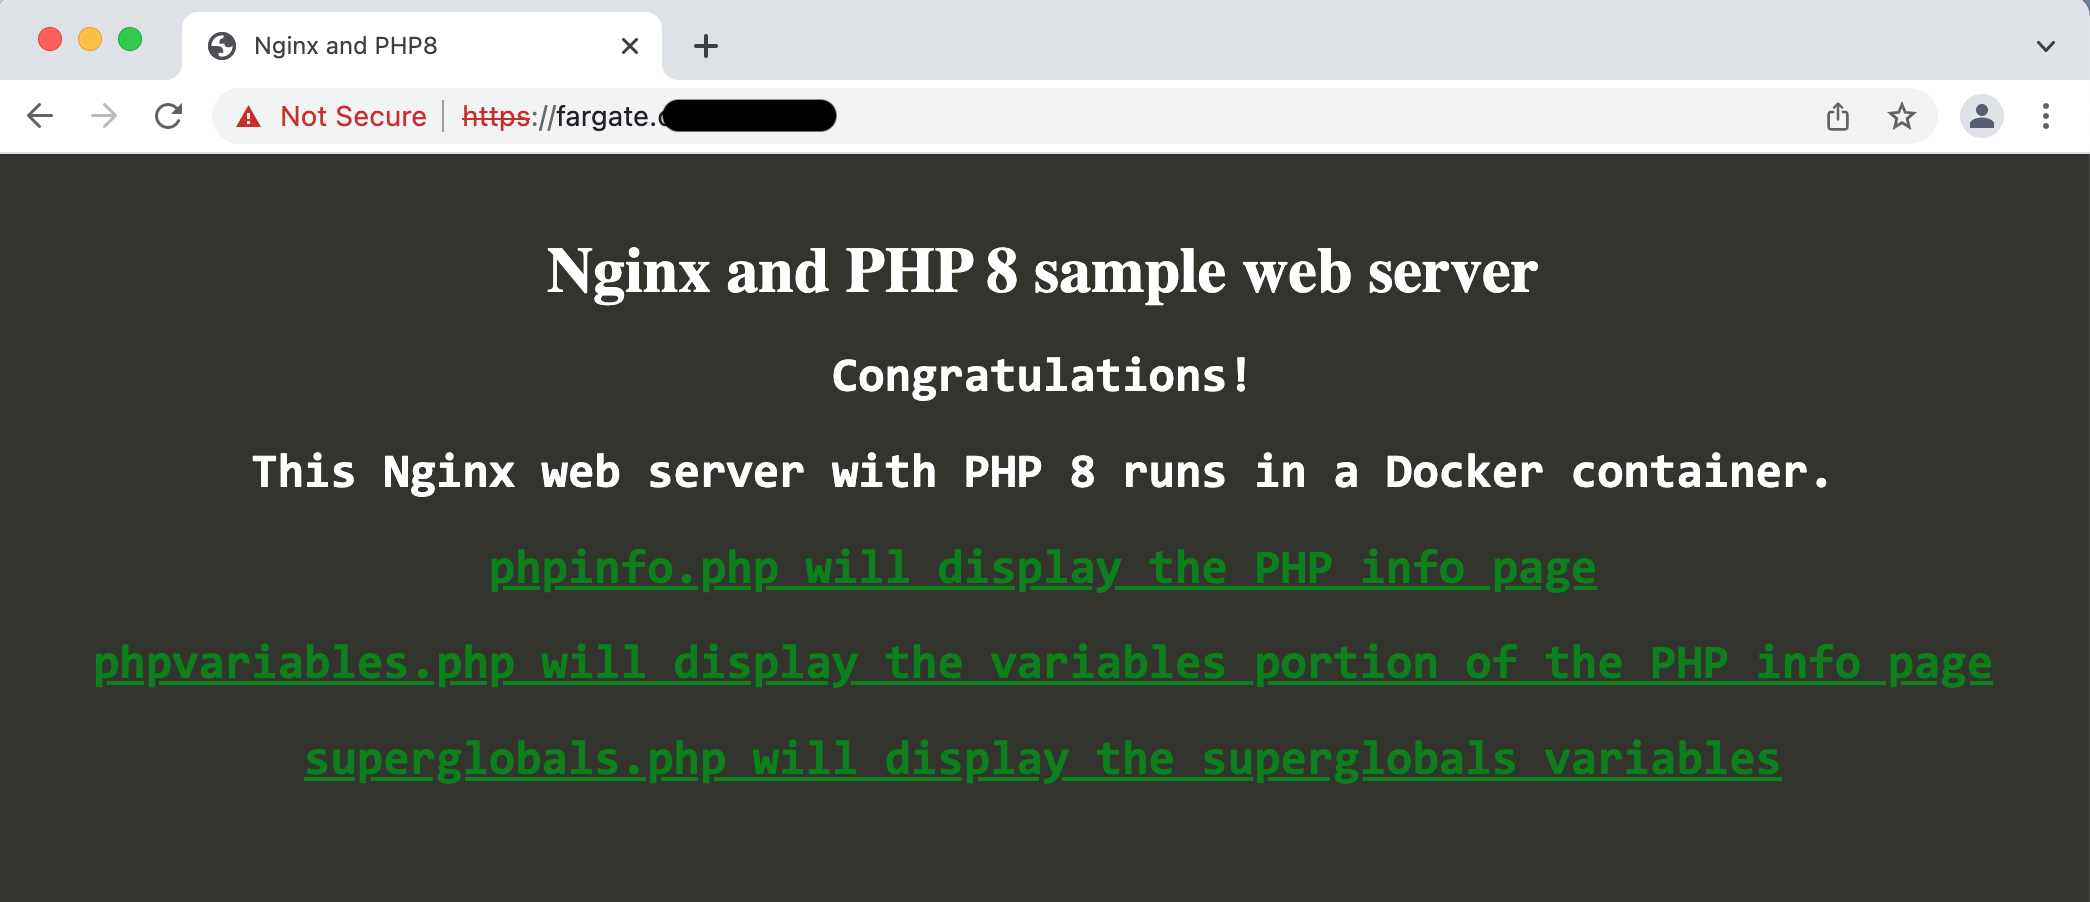 Nginx and PHP8
Not Secure https://fargate.
Nginx and PHP 8 sample web server
Congratulations!
This Nginx web server with PHP 8 runs in a Docker container.
phpinfo.php will display the PHP info page
phpvariables.php will display the variables portion of the PHP info page
superglobals.php will display the superglobals variables